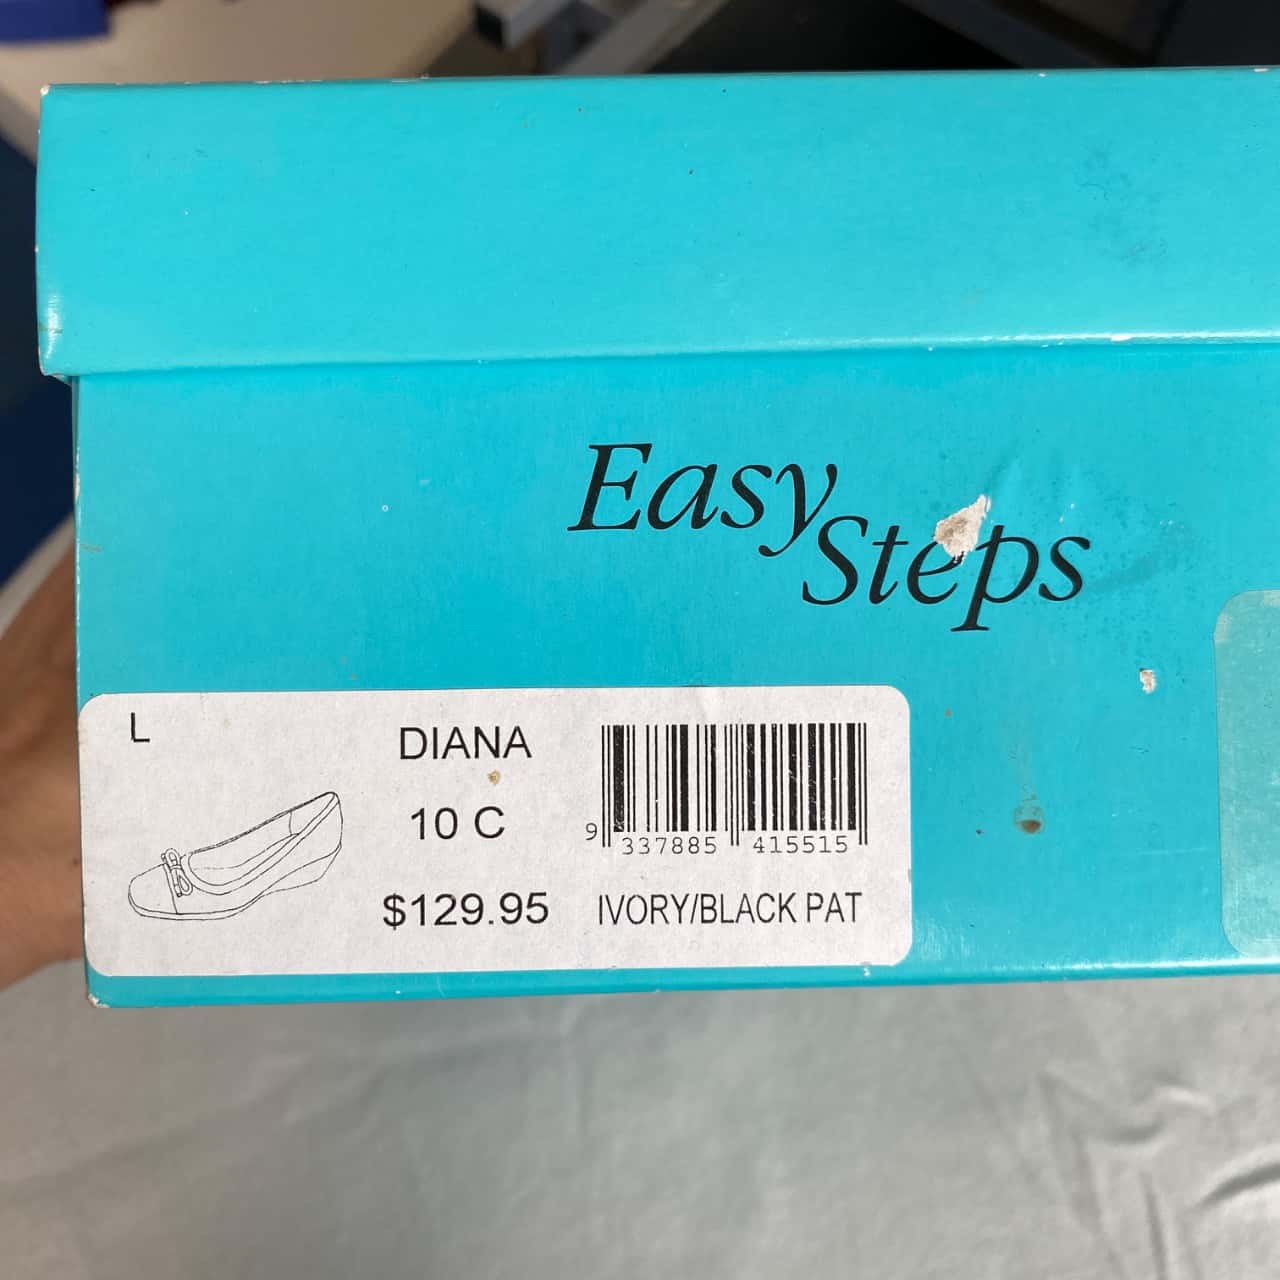 Easy
Steps
L
DIANA
10 C
$129.95
9 337885 415515
IVORY/BLACK PAT